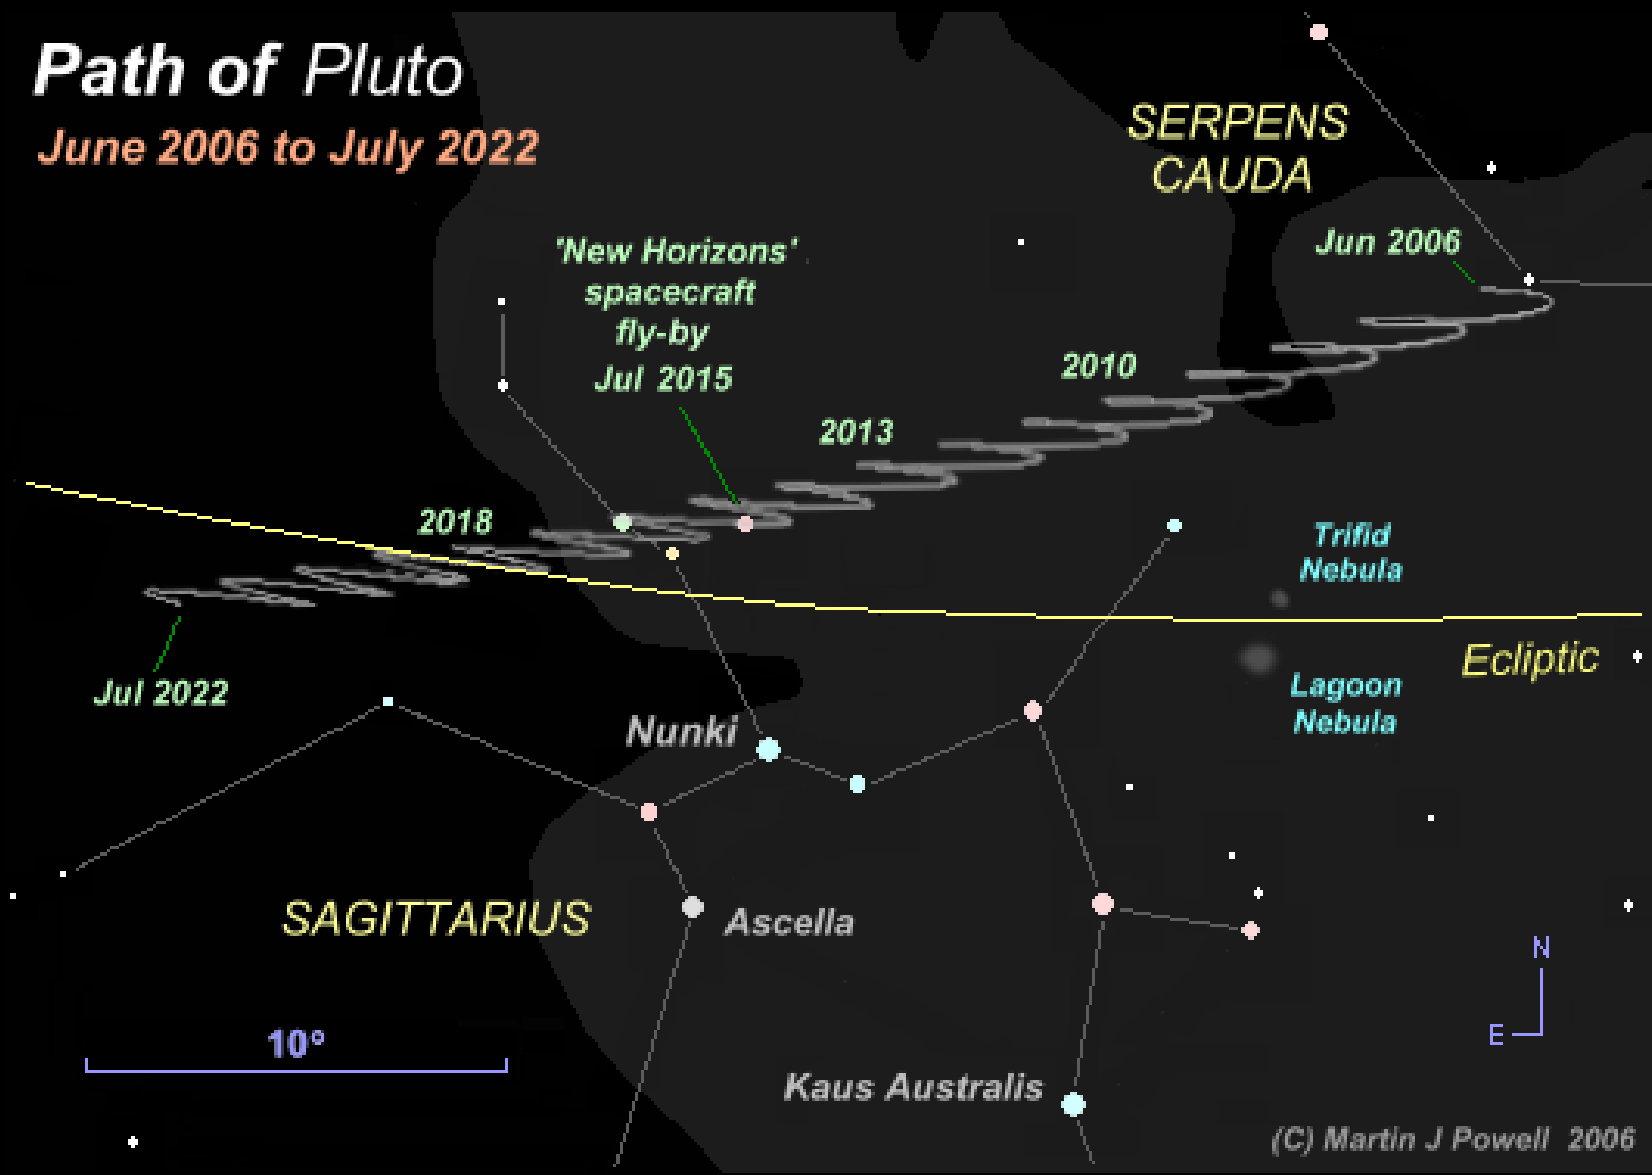 Path of Pluto
June 2006 to July 2022
SERPENS
CAUDA
Jun 2006
'New Horizons'
spacecraft
fly-by
Jul 2015
2010
2013
2018
Trifid
Nebula
Ecliptic
Lagoon
Nebula
Jul 2022
Nunki
SAGITTARIUS
Ascella
N
E
10°
Kaus Australis
(C) Martin J Powell 2006